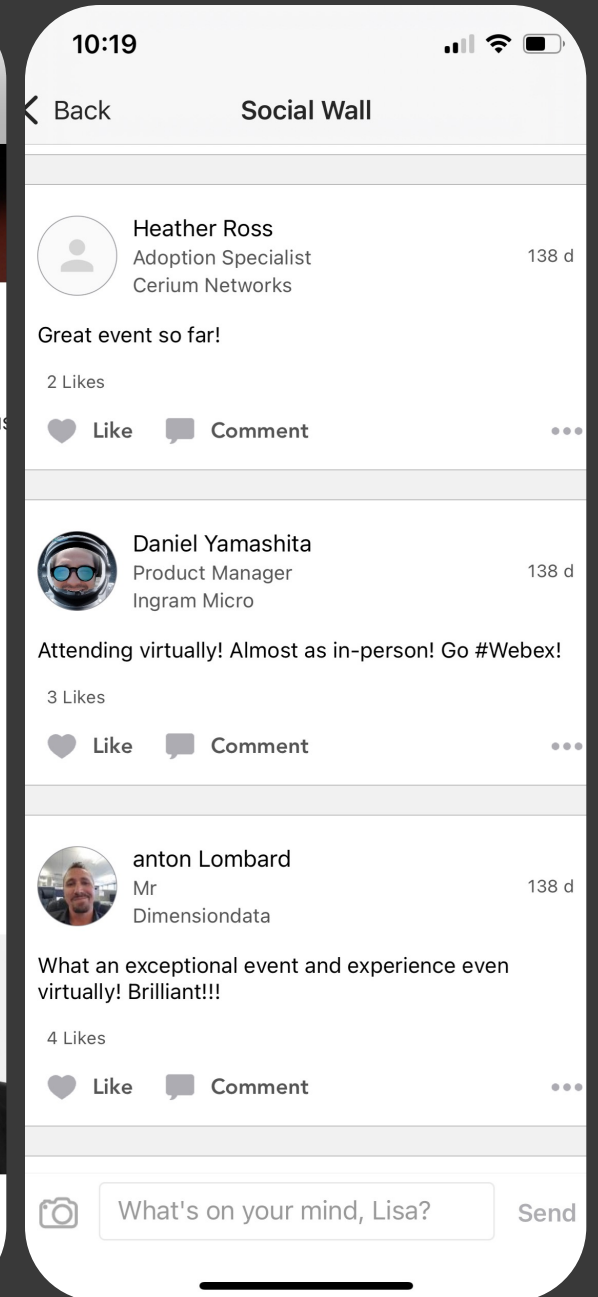 10:19
Back
Social Wall
Heather Ross
Adoption Specialist
138 d
Cerium Networks
Great event so far!
2 Likes
Like
Comment
Daniel Yamashita
Product Manager
138 d
Ingram Micro
Attending virtually! Almost as in-person! Go #Webex!
3 Likes
Like
Comment
anton Lombard
Mr
138 d
Dimensiondata
What an exceptional event and experience even
virtually! Brilliant!!!
4 Likes
Like
Comment
What's on your mind, Lisa?
Send